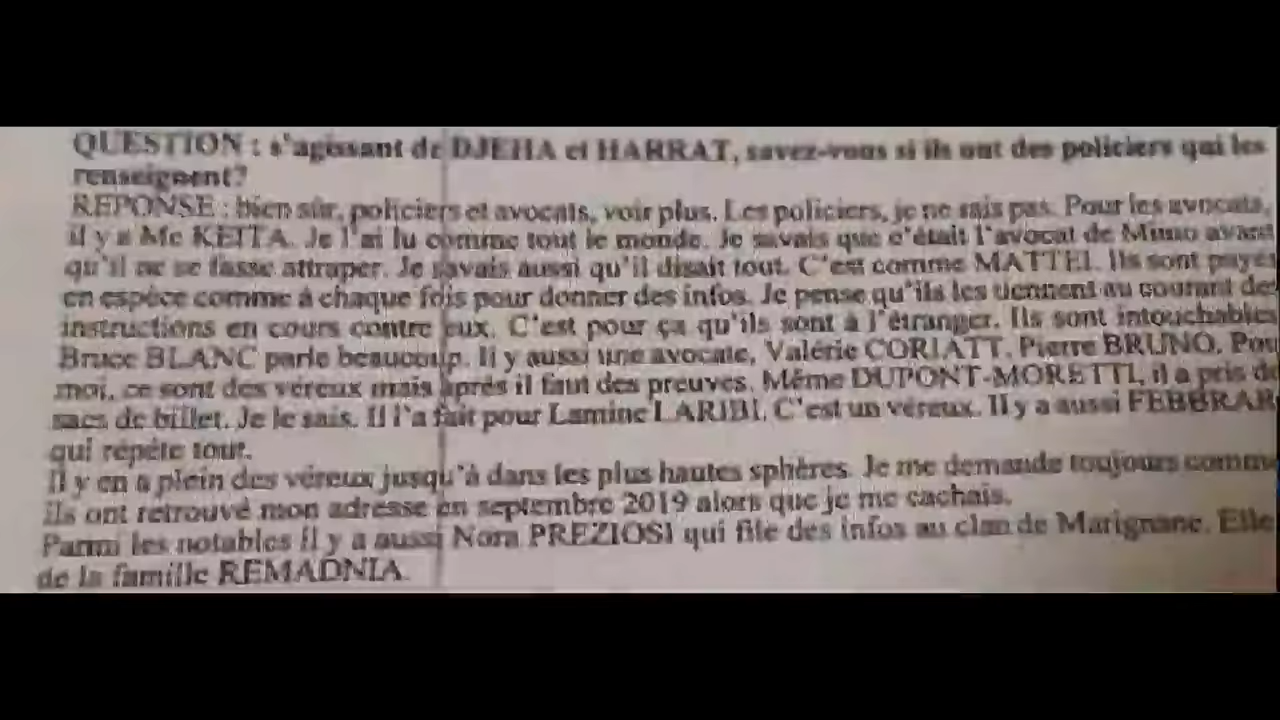 QUESTION : s'agissant de DJEHA et HARRAT, savez-vous si ils ont des policiers qui les
renseignent?
REPONSE : bien sûr, policiers et avocats, voir plus. Les policiers, je ne sais pas. Pour les avocats,
il y a Me KEITA. Je l'ai lu comme tout le monde. Je savais que c'était l'avocat de Mimo avant
qu'il ne se fasse attraper. Je savais aussi qu'il disait tout. C'est comme MATTEI. Ils sont payés
en espèce comme à chaque fois pour donner des infos. Je pense qu'ils les tiennent au courant des
instructions en cours contre eux. C'est pour ça qu'ils sont à l'étranger. Ils sont intouchables
Bruce BLANC parle beaucoup. Il y aussi une avocate, Valérie CORIATT. Pierre BRUNO. Pou
moi, ce sont des véreux mais après il faut des preuves. Même DUPONT-MORETTI, il a pris de
sacs de billet. Je le sais. Il l'a fait pour Lamine LARIBI. C'est un véreux. Il y a aussi FEBBRAR
qui répète tout.
Il y en a plein des véreux jusqu'à dans les plus hautes sphères. Je me demande toujours comme
ils ont retrouvé mon adresse en septembre 2019 alors que je me cachais.
Parmi les notables il y a aussi Nora PREZIOSI qui file des infos au clan de Marignane. Elle
de la famille REMADNIA.